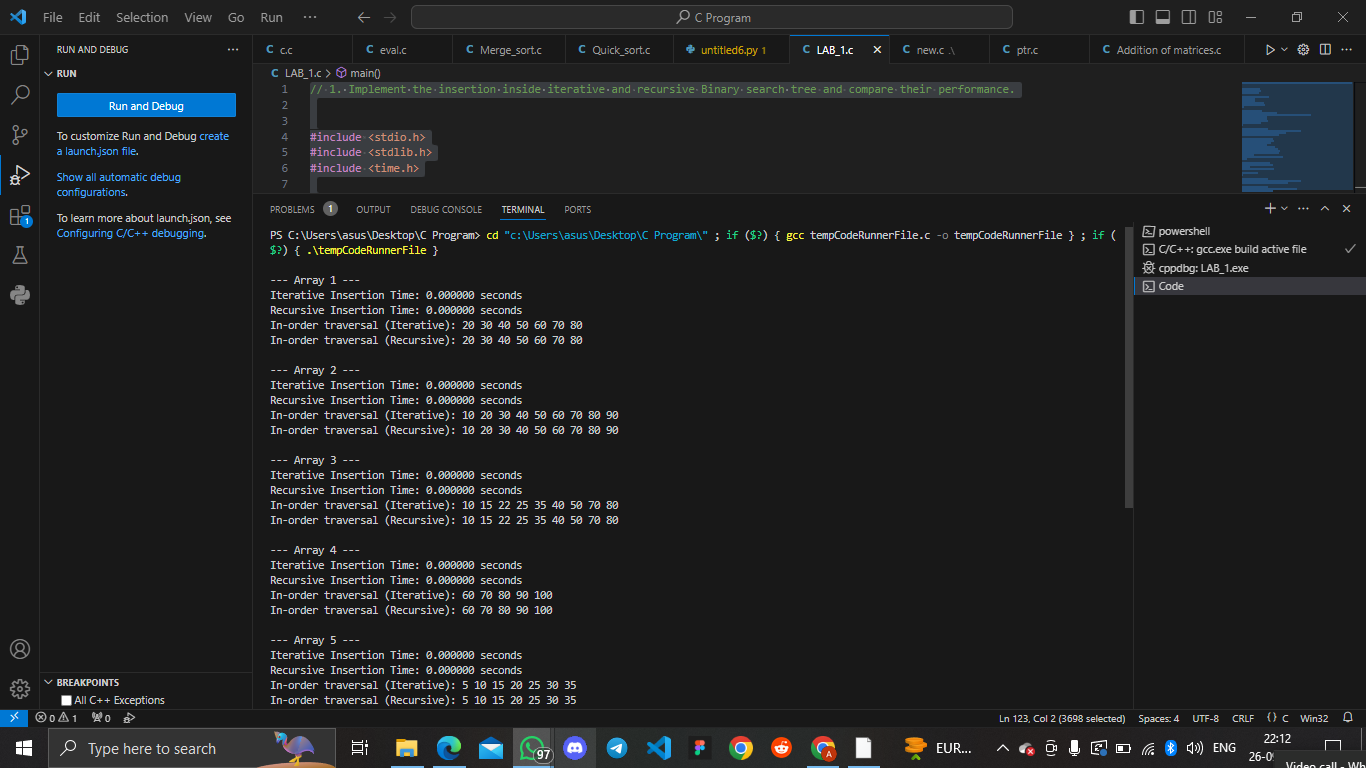 File Edit Selection View Go Run ··· C Program
RUN AND DEBUG ···
RUN
Run and Debug
To customize Run and Debug create
a launch.json file.
Show all automatic debug
configurations.
To learn more about launch.json, see
Configuring C/C++ debugging.
1
BREAKPOINTS
All C++ Exceptions
C c.c C eval.c C Merge_sort.c C Quick_sort.c untitled6.py 1 C LAB_1.c C new.c .\ C ptr.c C Addition of matrices.c ···
C LAB_1.c > main()
1 // 1. Implement the insertion inside iterative and recursive Binary search tree and compare their performance.
2
3
4 #include <stdio.h>
5 #include <stdlib.h>
6 #include <time.h>
7
PROBLEMS 1 OUTPUT DEBUG CONSOLE TERMINAL PORTS
PS C:\Users\asus\Desktop\C Program> cd "c:\Users\asus\Desktop\C Program\" ; if ($?) { gcc tempCodeRunnerFile.c -o tempCodeRunnerFile } ; if (
$?) { .\tempCodeRunnerFile }
--- Array 1 ---
Iterative Insertion Time: 0.000000 seconds
Recursive Insertion Time: 0.000000 seconds
In-order traversal (Iterative): 20 30 40 50 60 70 80
In-order traversal (Recursive): 20 30 40 50 60 70 80
--- Array 2 ---
Iterative Insertion Time: 0.000000 seconds
Recursive Insertion Time: 0.000000 seconds
In-order traversal (Iterative): 10 20 30 40 50 60 70 80 90
In-order traversal (Recursive): 10 20 30 40 50 60 70 80 90
--- Array 3 ---
Iterative Insertion Time: 0.000000 seconds
Recursive Insertion Time: 0.000000 seconds
In-order traversal (Iterative): 10 15 22 25 35 40 50 70 80
In-order traversal (Recursive): 10 15 22 25 35 40 50 70 80
--- Array 4 ---
Iterative Insertion Time: 0.000000 seconds
Recursive Insertion Time: 0.000000 seconds
In-order traversal (Iterative): 60 70 80 90 100
In-order traversal (Recursive): 60 70 80 90 100
--- Array 5 ---
Iterative Insertion Time: 0.000000 seconds
Recursive Insertion Time: 0.000000 seconds
In-order traversal (Iterative): 5 10 15 20 25 30 35
In-order traversal (Recursive): 5 10 15 20 25 30 35
powershell
C/C++: gcc.exe build active file
cppdbg: LAB_1.exe
Code
0 1 0 Ln 123, Col 2 (3698 selected) Spaces: 4 UTF-8 CRLF {} C Win32
Type here to search 97 A EUR... ENG 22:12
Video call - Wh